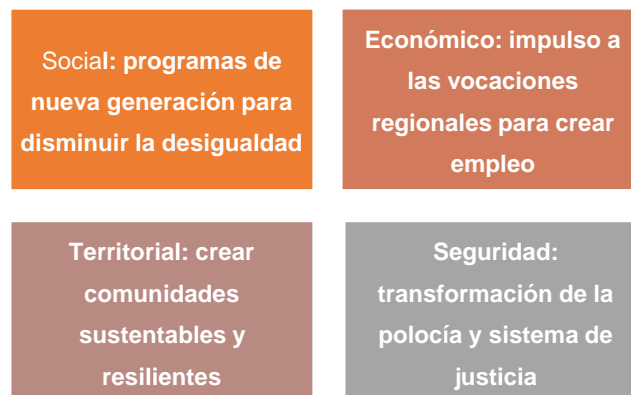 Social: programas de
nueva generación para
disminuir la desigualdad
Económico: impulso a
las vocaciones
regionales para crear
empleo
Territorial: crear
comunidades
sustentables y
resilientes
Seguridad:
transformación de la
polocía y sistema de
justicia